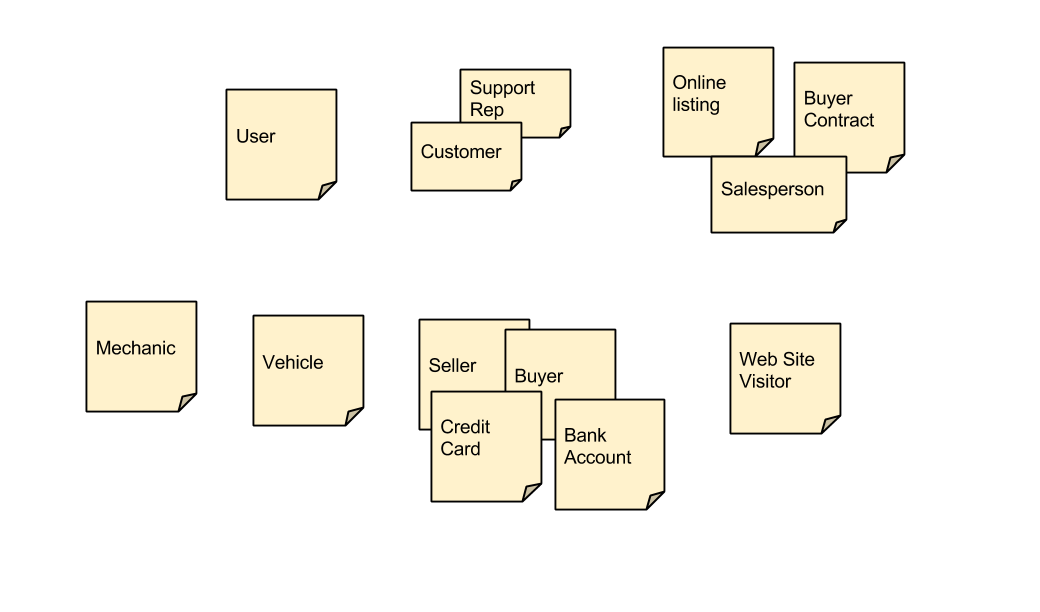 User
Support
Rep
Customer
Online
listing
Buyer
Contract
Salesperson
Mechanic
Vehicle
Seller
Buyer
Credit
Card
Bank
Account
Web Site
Visitor